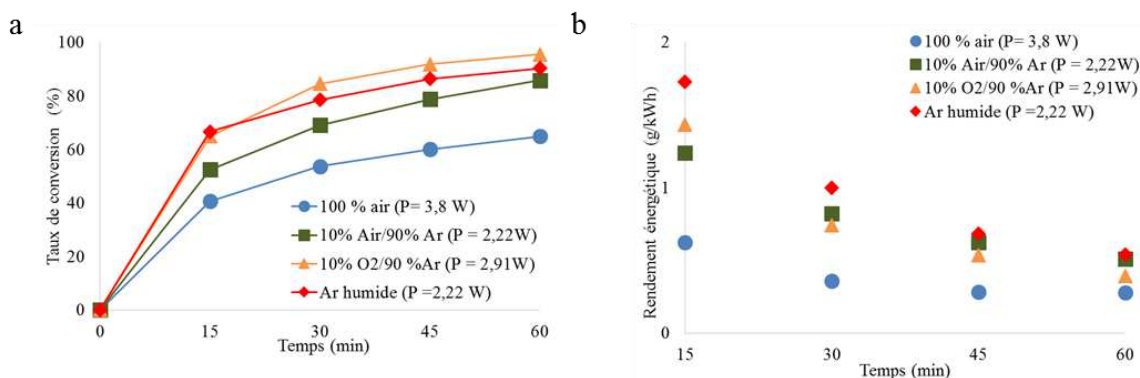 a
100
80
60
40
20
0
Taux de conversion (%)
100 % air (P= 3,8 W)
10% Air/90% Ar (P = 2,22W)
10% O2/90 %Ar (P = 2,91W)
Ar humide (P =2,22 W)
0 15 30 45 60
Temps (min)
b
2
1
0
Rendement énergétique (g/kWh)
100 % air (P= 3,8 W)
10% Air/90% Ar (P = 2,22W)
10% O2/90 %Ar (P = 2,91W)
Ar humide (P =2,22 W)
15 30 45 60
Temps (min)